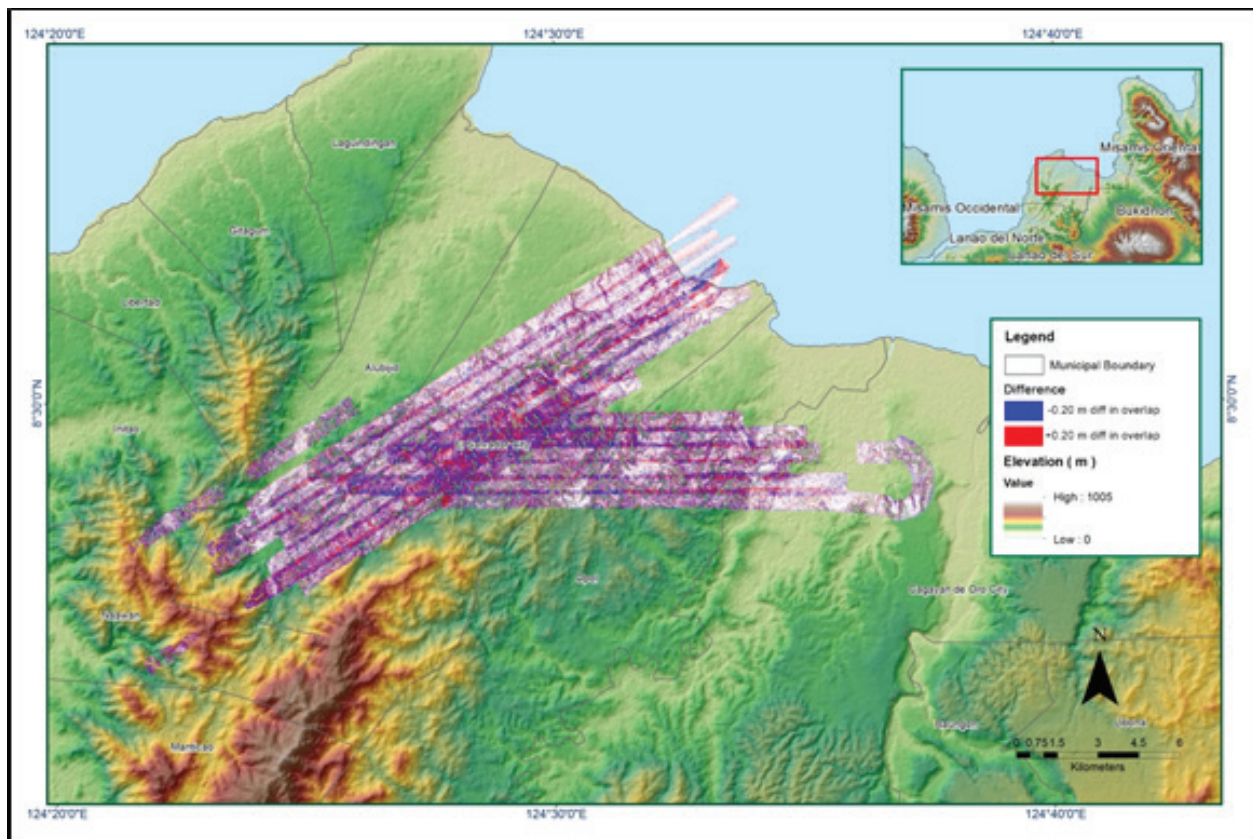 124°20'0"E 124°30'0"E 124°40'0"E
Laguindingan
Gitagum
Libertad
Alubijid
Initao
El Salvador City
Opol
Cagayan de Oro City
Naawan
Manticao
Baungon
Libona
8°30'0"N
8°30'0"N
Misamis Oriental
Misamis Occidental
Bukidnon
Lanao del Norte
Lanao del Sur
Legend
Municipal Boundary
Difference
-0.20 m diff in overlap
+0.20 m diff in overlap
Elevation ( m )
Value
High : 1005
Low : 0
N
0 0.75 1.5 3 4.5 6
Kilometers
124°20'0"E 124°30'0"E 124°40'0"E